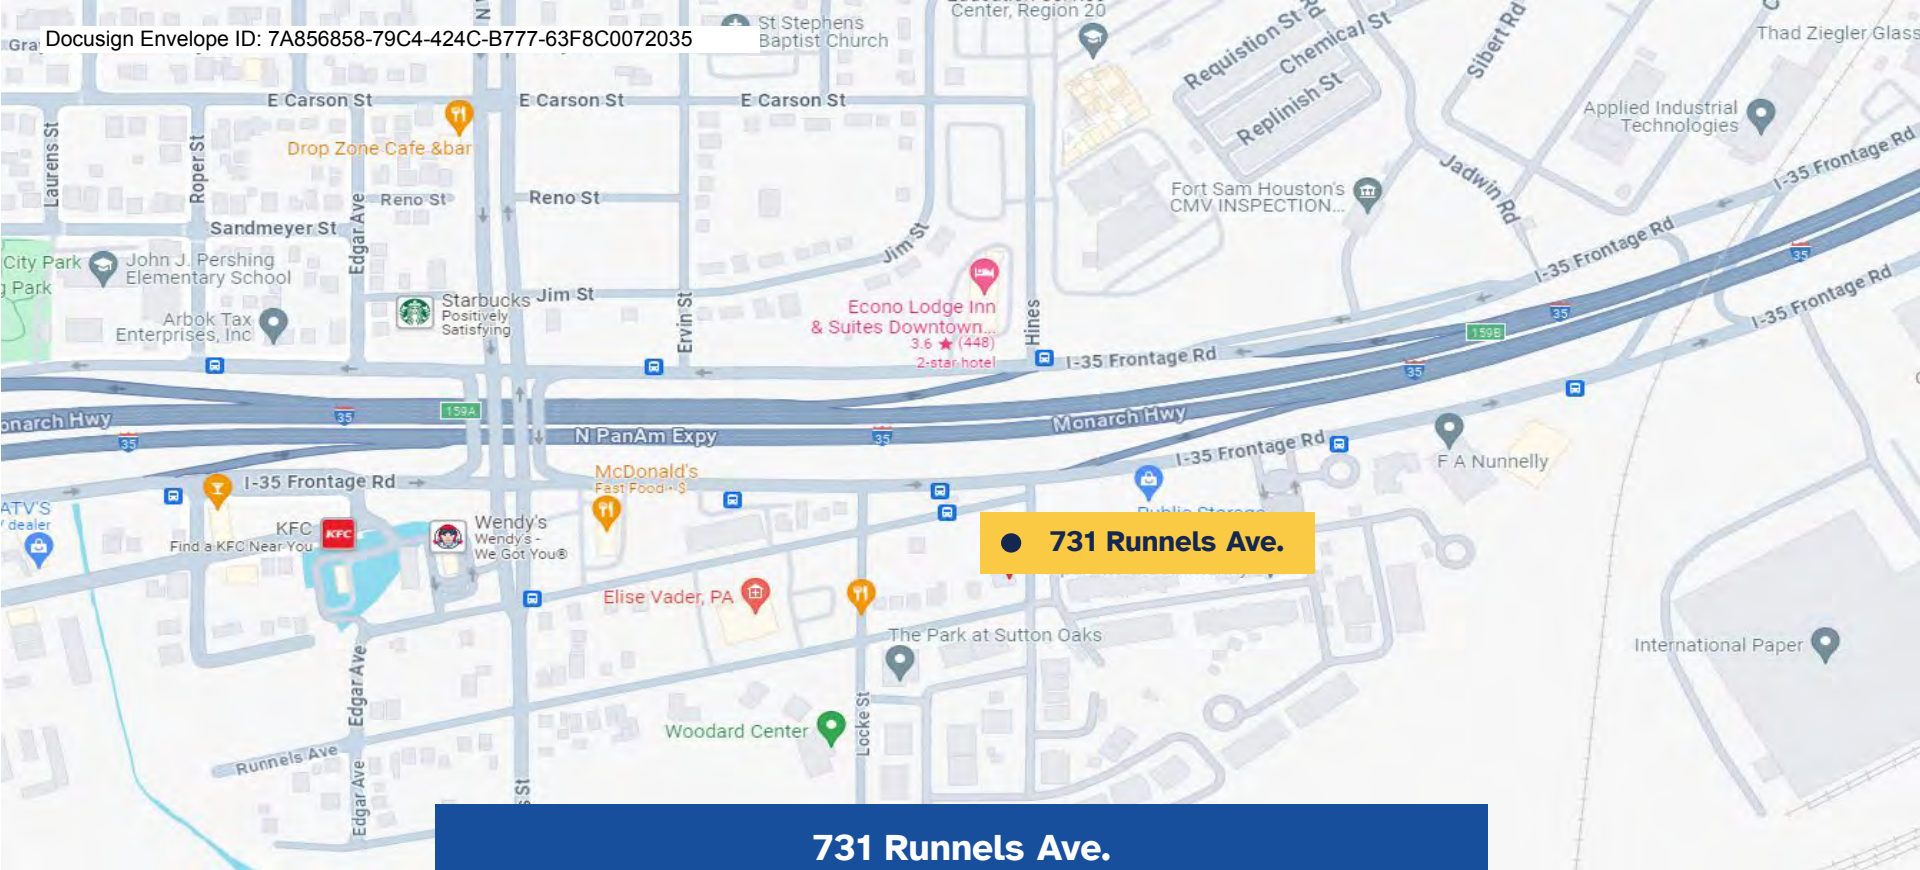 Docusign Envelope ID: 7A856858-79C4-424C-B777-63F8C0072035
St Stephens
Baptist Church
Center, Region 20
Requistion St
Chemical St
Replinish St
Sibert Rd
Thad Ziegler Glass
Gra
E Carson St
E Carson St
E Carson St
Drop Zone Cafe &bar
Applied Industrial
Technologies
Laurens St
Roper St
Reno St
Reno St
Fort Sam Houston's
CMV INSPECTION...
Jadwin Rd
I-35 Frontage Rd
Sandmeyer St
Edgar Ave
Jim St
I-35 Frontage Rd
City Park
g Park
John J. Pershing
Elementary School
35
I-35 Frontage Rd
Starbucks
Positively
Satisfying
Jim St
Ervin St
Arbok Tax
Enterprises, Inc
Econo Lodge Inn
& Suites Downtown...
3.6 ★ (448)
2-star hotel
Hines
35
159B
I-35 Frontage Rd
35
159A
35
onarch Hwy
35
N PanAm Expy
35
Monarch Hwy
I-35 Frontage Rd
F A Nunnelly
I-35 Frontage Rd
McDonald's
Fast Food · $
ATV'S
dealer
KFC
Find a KFC Near You
KFC
Wendy's
Wendy's -
We Got You®
Public Storage
731 Runnels Ave.
Elise Vader, PA
The Park at Sutton Oaks
International Paper
Edgar Ave
Locke St
Woodard Center
Runnels Ave
Edgar Ave
s St
731 Runnels Ave.